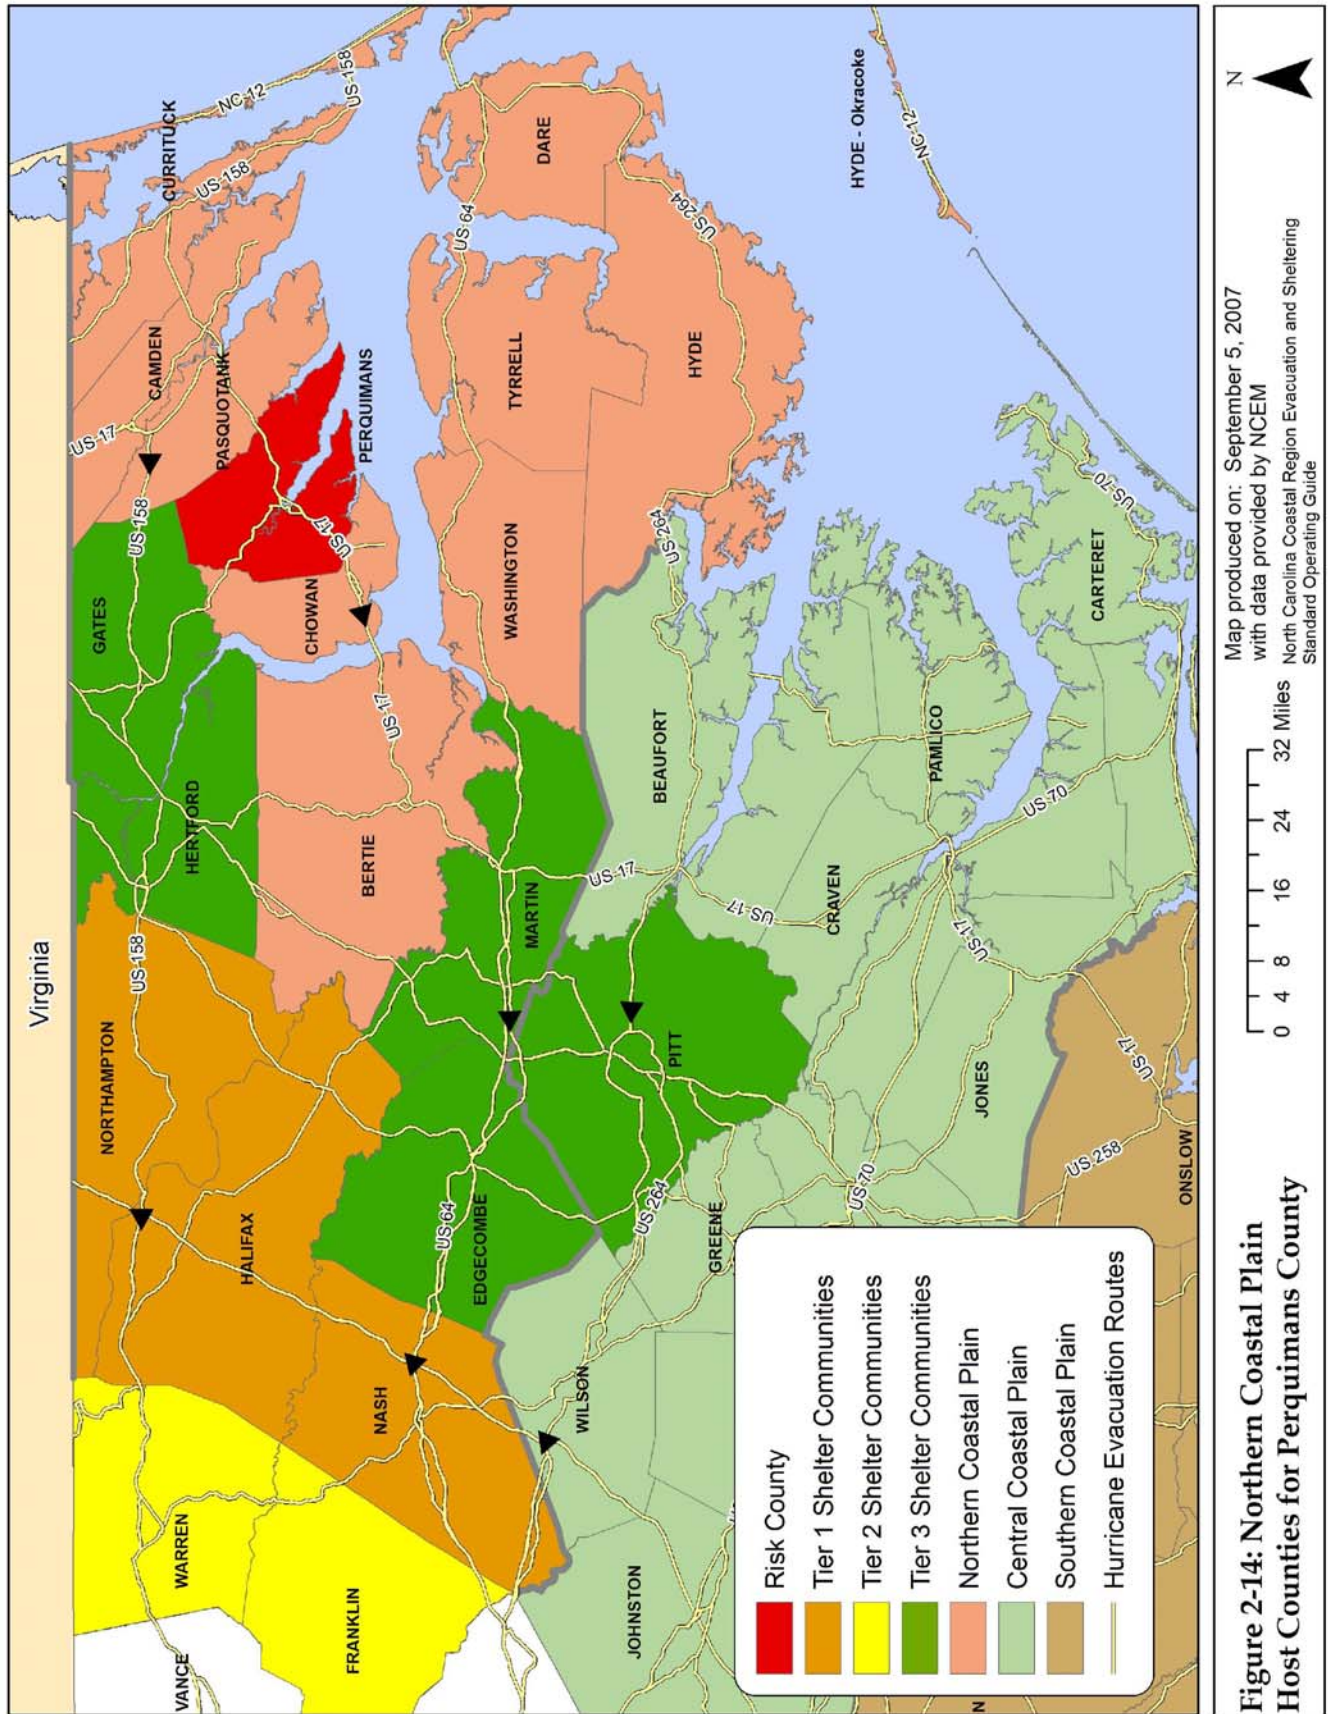 Virginia
CURRITUCK
NC-12
US-158
US-158
CAMDEN
PASQUOTANK
US-17
US-158
GATES
PERQUIMANS
US-17
CHOWAN
US-17
HERTFORD
BERTIE
US-158
NORTHAMPTON
HALIFAX
WARREN
VANCE
FRANKLIN
NASH
US-64
EDGECOMBE
MARTIN
WASHINGTON
TYRRELL
US-64
DARE
US-264
HYDE
HYDE - Okracoke
NC-12
US-264
BEAUFORT
US-17
US-17
PITT
US-264
GREENE
WILSON
JOHNSTON
CRAVEN
PAMLICO
US-70
US-17
JONES
US-70
CARTERET
US-70
US-17
US-258
ONSLOW
N
Risk County
Tier 1 Shelter Communities
Tier 2 Shelter Communities
Tier 3 Shelter Communities
Northern Coastal Plain
Central Coastal Plain
Southern Coastal Plain
Hurricane Evacuation Routes
Figure 2-14: Northern Coastal Plain
Host Counties for Perquimans County
0 4 8 16 24 32 Miles
Map produced on: September 5, 2007
with data provided by NCEM
North Carolina Coastal Region Evacuation and Sheltering
Standard Operating Guide
N